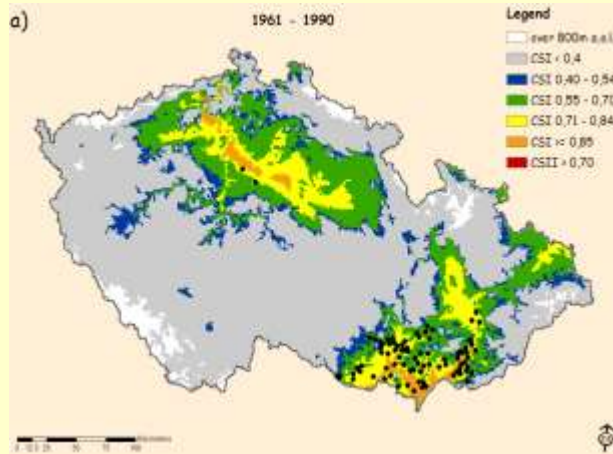 a)
1961 - 1990
Legend
over 800m a.s.l.
CSI < 0,4
CSI 0,40 - 0,54
CSI 0,55 - 0,70
CSI 0,71 - 0,84
CSI >= 0,85
CSII > 0,70